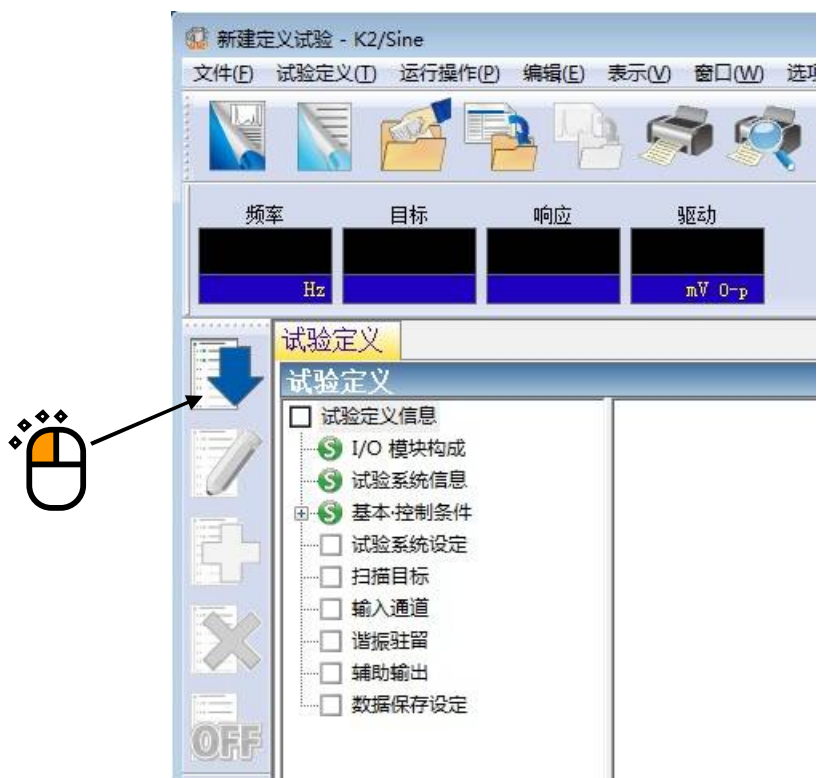 新建定义试验 - K2/Sine
文件(F) 试验定义(T) 运行操作(P) 编辑(E) 表示(V) 窗口(W) 选项
频率 目标 响应 驱动
Hz mV 0-p
试验定义
试验定义
试验定义信息
I/O 模块构成
试验系统信息
基本·控制条件
试验系统设定
扫描目标
输入通道
谐振驻留
辅助输出
数据保存设定
OFF